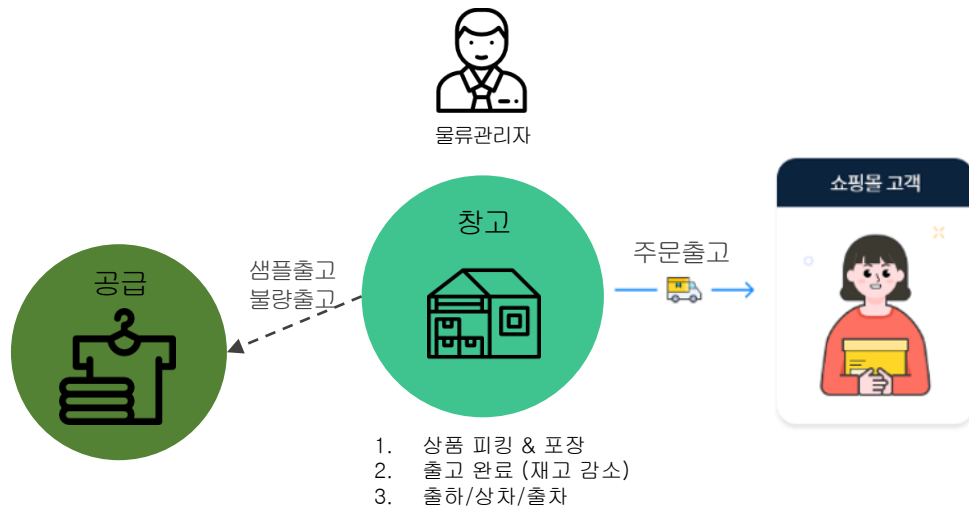 물류관리자
쇼핑몰 고객
창고
주문출고
공급
샘플출고
불량출고
1. 상품 피킹 & 포장
2. 출고 완료 (재고 감소)
3. 출하/상차/출차